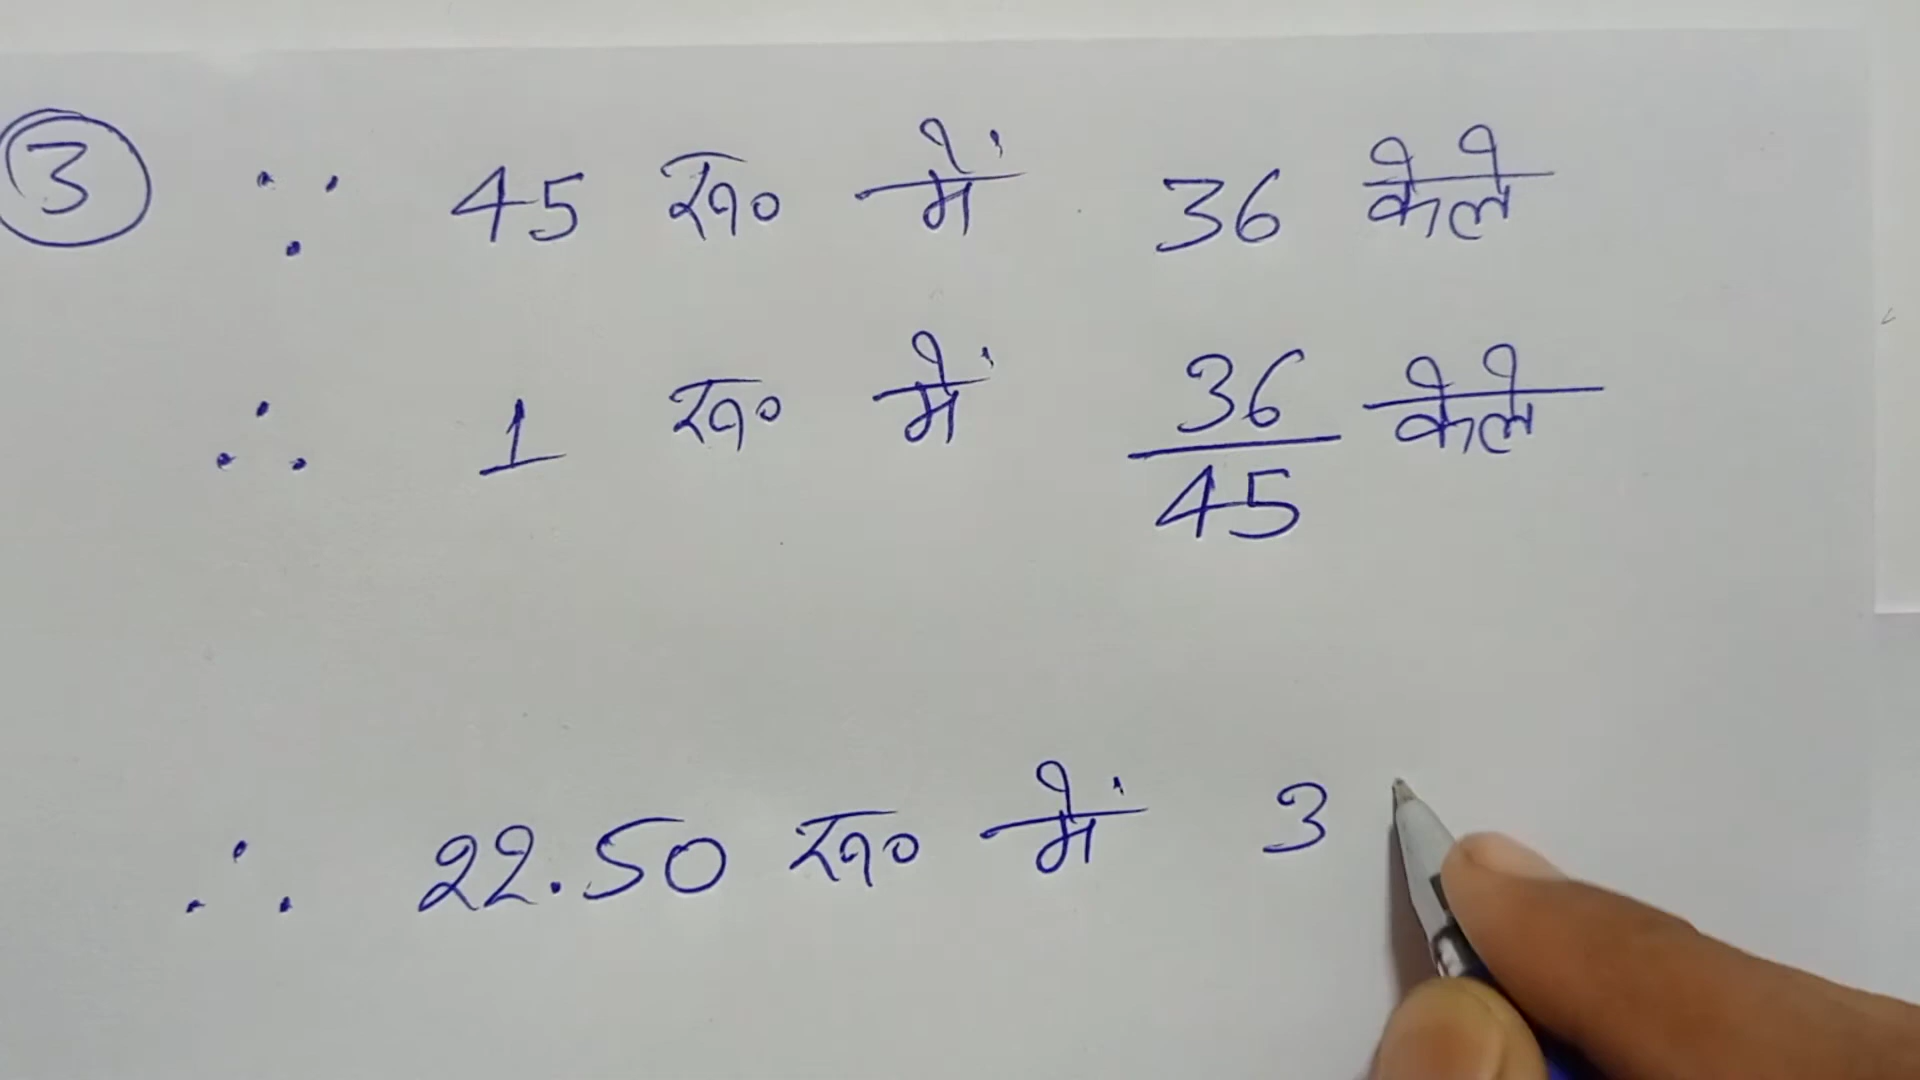 3 ∵ 45 रु० में 36 केले
∴ 1 रु० में 36/45 केले
∴ 22.50 रु० में 3